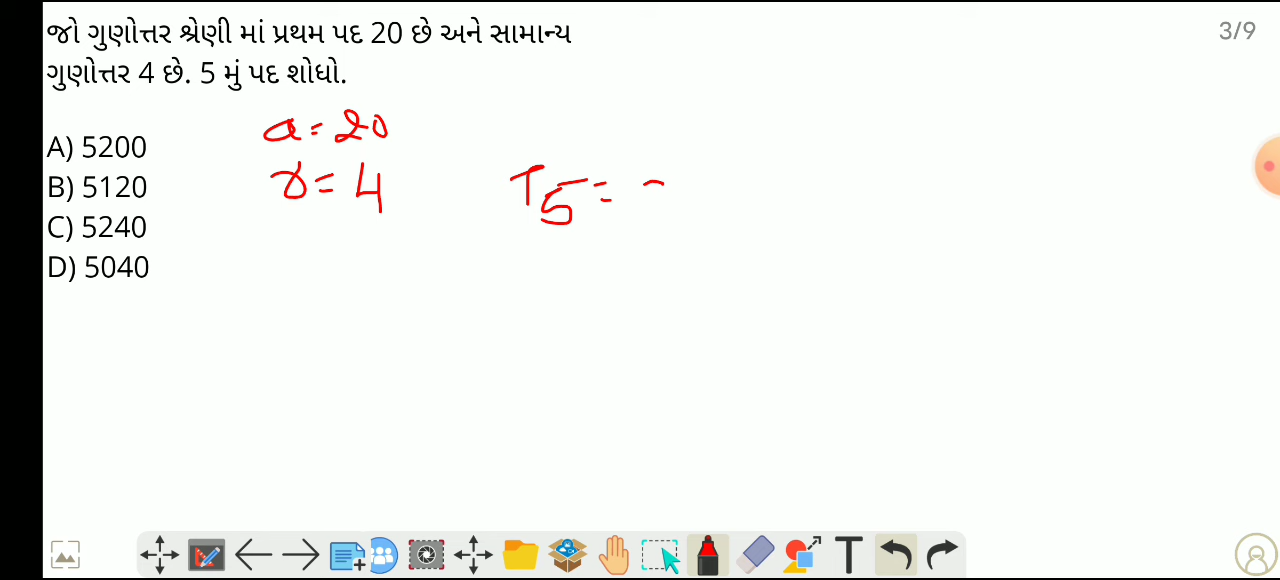 જો ગુણોત્તર શ્રેણી માં પ્રથમ પદ 20 છે અને સામાન્ય
ગુણોત્તર 4 છે. 5 મું પદ શોધો.
3/9
A) 5200
B) 5120
C) 5240
D) 5040
a = 20
r = 4
T5 =
T